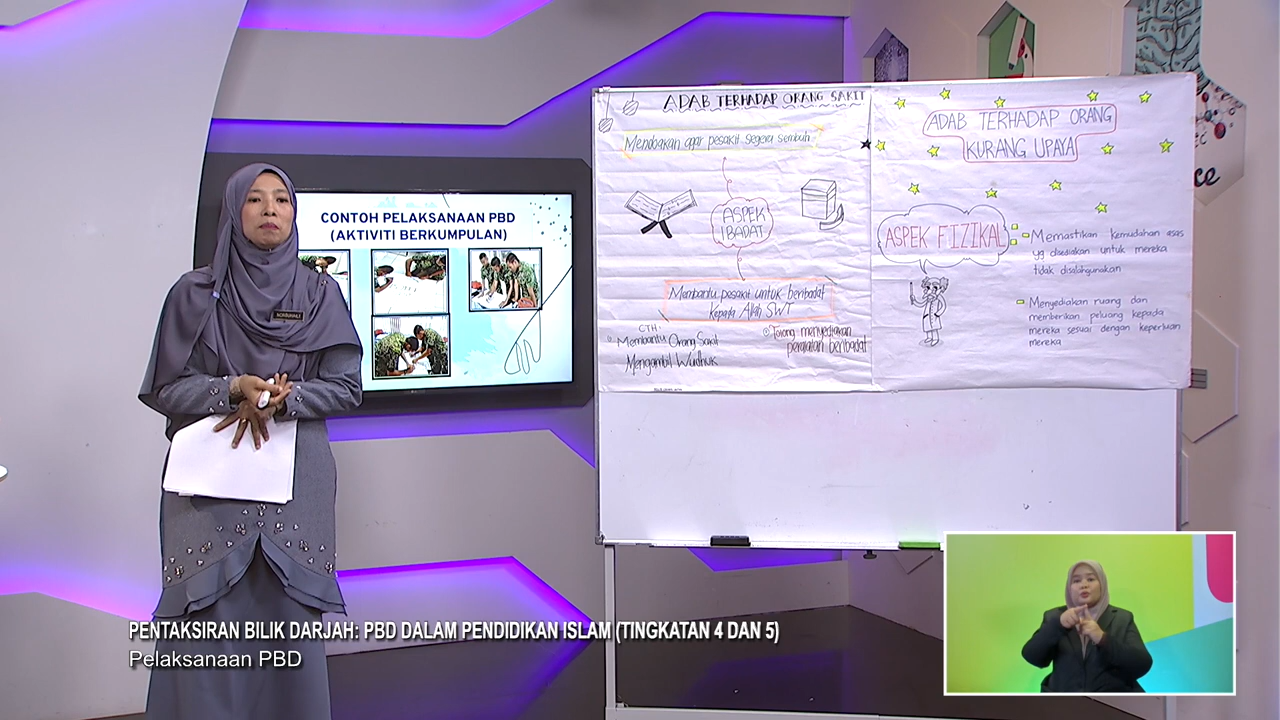 CONTOH PELAKSANAAN PBD
(AKTIVITI BERKUMPULAN)
ADAB TERHADAP ORANG SAKIT
Mendoakan agar pesakit segera sembuh
ASPEK
IBADAT
Membantu pesakit untuk beribadat
Kepada Allah SWT
CTH:
Membantu Orang Sakit
Mengambil Wudhuk
Tolong menyediakan
peralatan beribadat
ADAB TERHADAP ORANG
KURANG UPAYA
ASPEK FIZIKAL
Memastikan kemudahan asas
yg disediakan untuk mereka
tidak disalahgunakan
Menyediakan ruang dan
memberikan peluang kepada
mereka sesuai dengan keperluan
mereka
PENTAKSIRAN BILIK DARJAH: PBD DALAM PENDIDIKAN ISLAM (TINGKATAN 4 DAN 5)
Pelaksanaan PBD